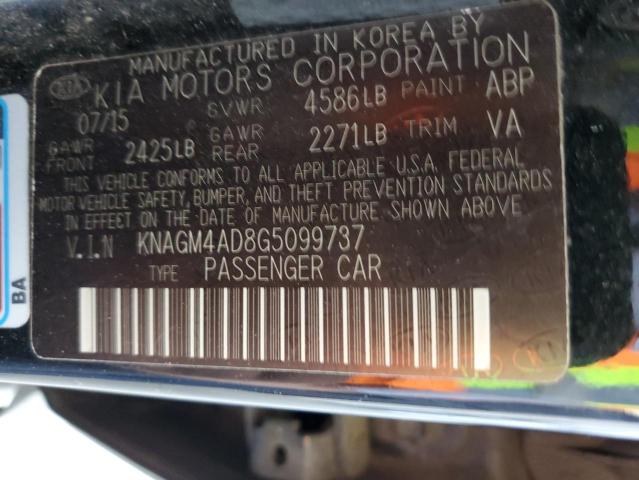 MANUFACTURED IN KOREA BY
KIA KIA MOTORS CORPORATION
07/15 GVWR 4586LB PAINT ABP
GAWR FRONT 2425LB GAWR REAR 2271LB TRIM VA
THIS VEHICLE CONFORMS TO ALL APPLICABLE U.S.A. FEDERAL
MOTOR VEHICLE SAFETY, BUMPER, AND THEFT PREVENTION STANDARDS
IN EFFECT ON THE DATE OF MANUFACTURE SHOWN ABOVE.
V.I.N KNAGM4AD8G5099737
TYPE PASSENGER CAR
BA